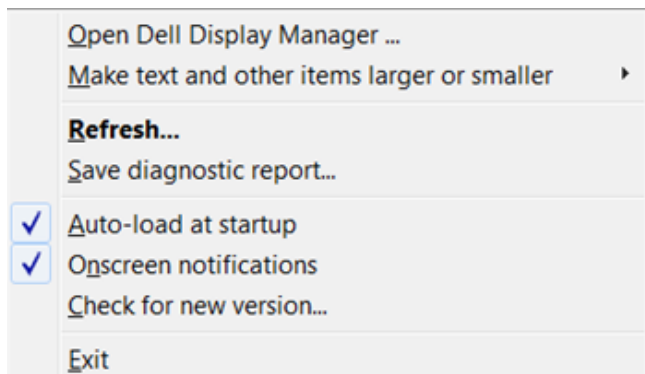 Open Dell Display Manager ...
Make text and other items larger or smaller
Refresh...
Save diagnostic report...
Auto-load at startup
Onscreen notifications
Check for new version...
Exit